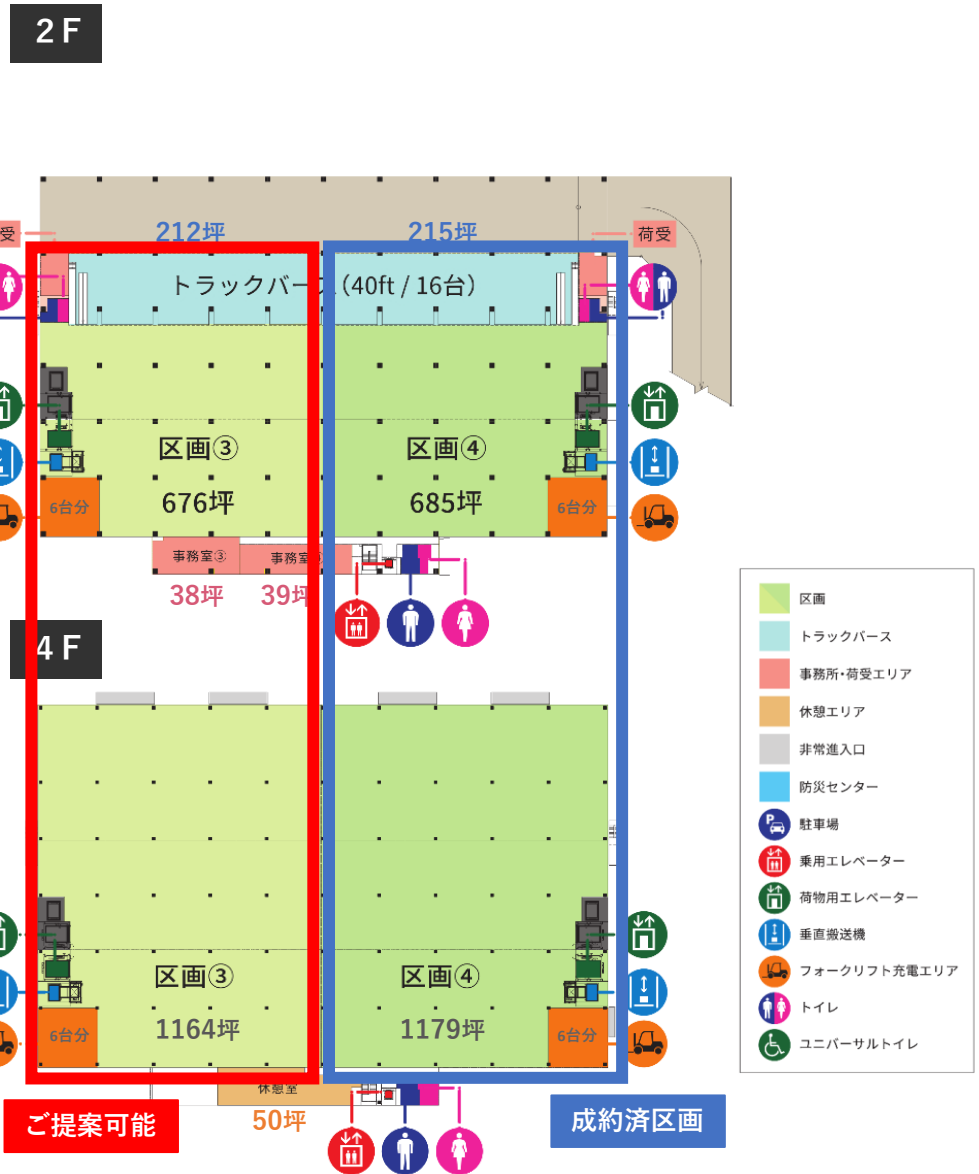 2F
212坪
215坪
受
荷受
トラックバース(40ft / 16台)
区画③
区画④
676坪
685坪
6台分
6台分
事務室③
事務室
38坪
39坪
4F
区画③
区画④
1164坪
1179坪
6台分
6台分
休憩室
50坪
ご提案可能
成約済区画
区画
トラックバース
事務所・荷受エリア
休憩エリア
非常進入口
防災センター
P
駐車場
乗用エレベーター
荷物用エレベーター
垂直搬送機
フォークリフト充電エリア
トイレ
ユニバーサルトイレ